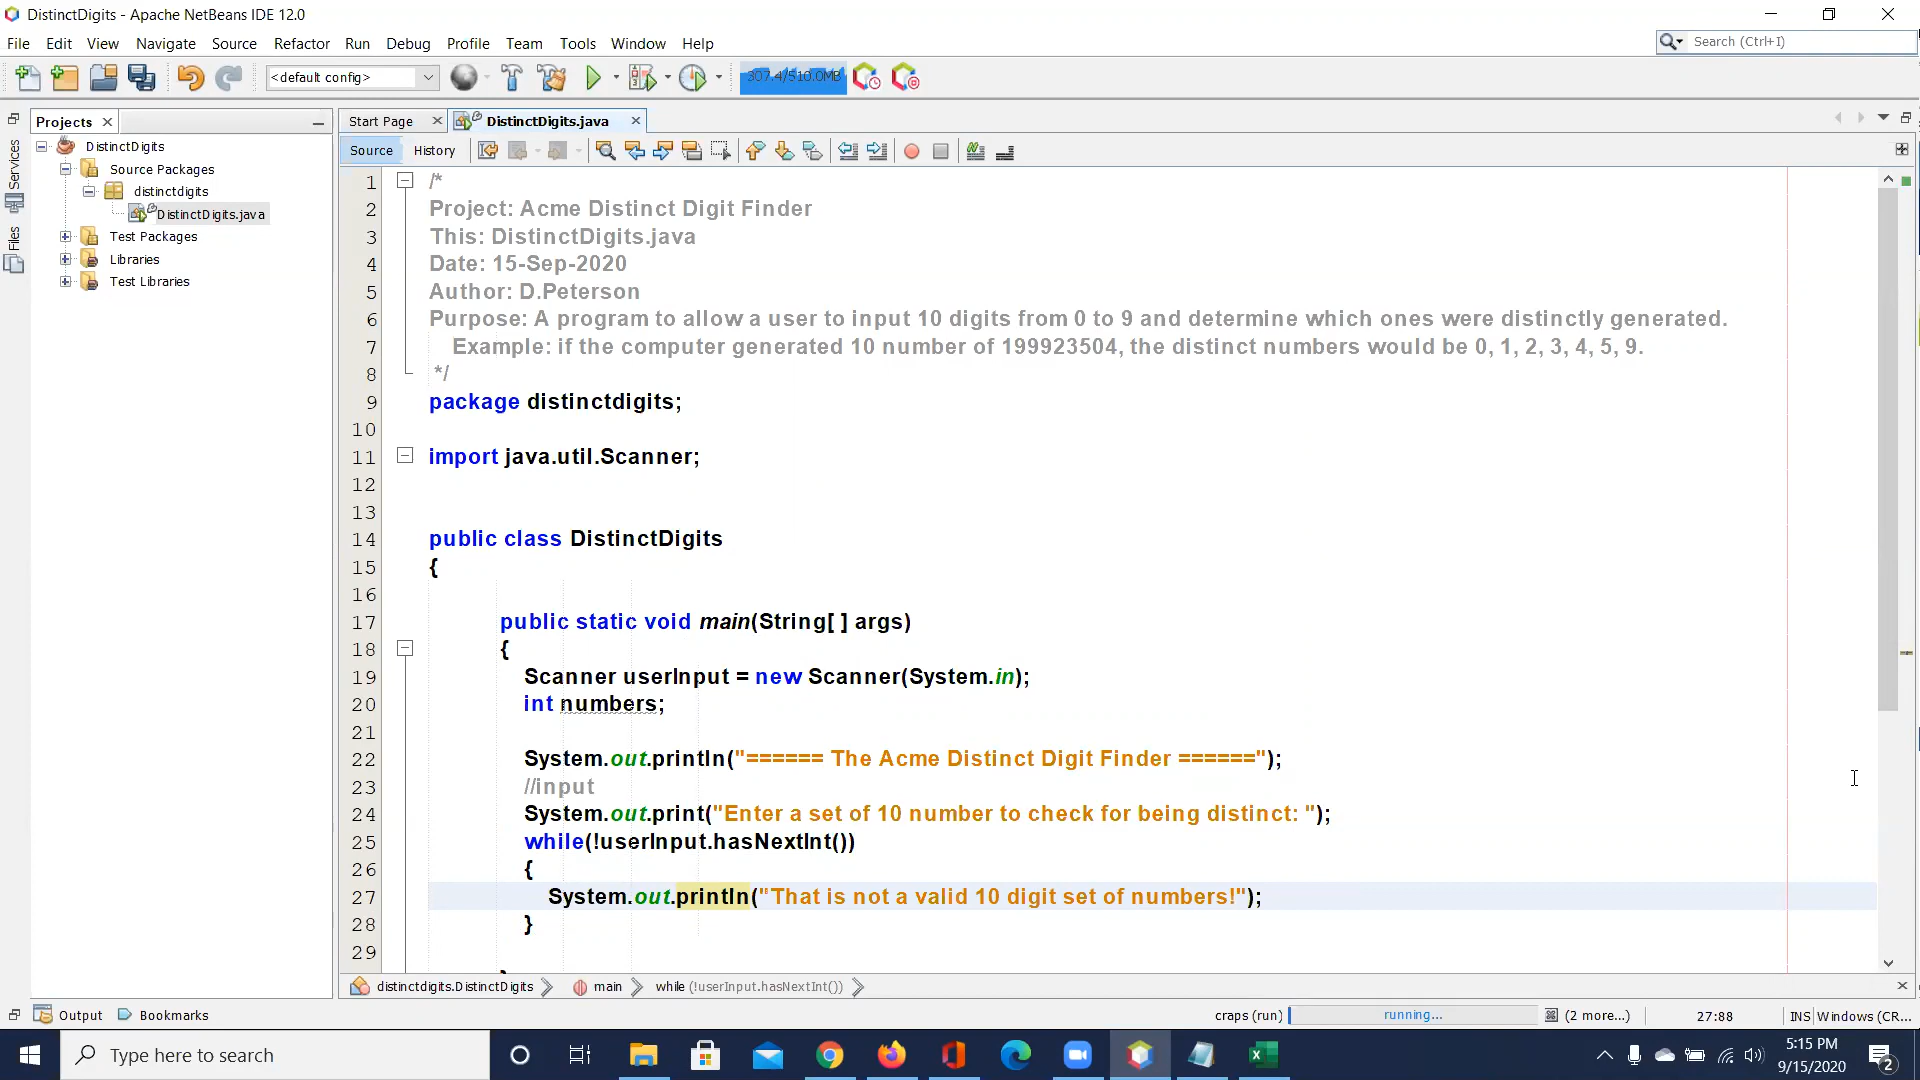 DistinctDigits - Apache NetBeans IDE 12.0
File Edit View Navigate Source Refactor Run Debug Profile Team Tools Window Help
Search (Ctrl+I)
<default config>
307.4/510.0MB
Projects
Start Page
DistinctDigits.java
Source History
Services
Files
DistinctDigits
Source Packages
distinctdigits
DistinctDigits.java
Test Packages
Libraries
Test Libraries
1 /*
2 Project: Acme Distinct Digit Finder
3 This: DistinctDigits.java
4 Date: 15-Sep-2020
5 Author: D.Peterson
6 Purpose: A program to allow a user to input 10 digits from 0 to 9 and determine which ones were distinctly generated.
7 Example: if the computer generated 10 number of 199923504, the distinct numbers would be 0, 1, 2, 3, 4, 5, 9.
8 */
9 package distinctdigits;
10
11 import java.util.Scanner;
12
13
14 public class DistinctDigits
15 {
16
17 public static void main(String[ ] args)
18 {
19 Scanner userInput = new Scanner(System.in);
20 int numbers;
21
22 System.out.println("====== The Acme Distinct Digit Finder ======");
23 //input
24 System.out.print("Enter a set of 10 number to check for being distinct: ");
25 while(!userInput.hasNextInt())
26 {
27 System.out.println("That is not a valid 10 digit set of numbers!");
28 }
29
distinctdigits.DistinctDigits main while (!userInput.hasNextInt())
Output Bookmarks
craps (run) running... (2 more...) 27:88 INS Windows (CR...
Type here to search
5:15 PM
9/15/2020
2